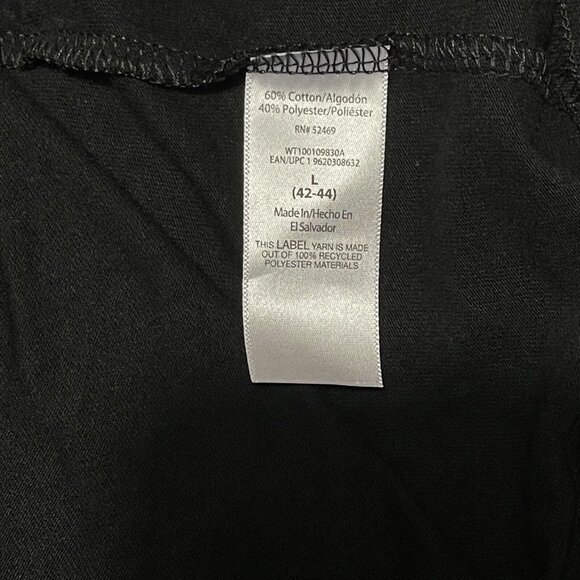 60% Cotton/Algodón
40% Polyester/Poliéster
RN# 52469
WT100109830A
EAN/UPC 1 9620308632
L
(42-44)
Made In/Hecho En
El Salvador
THIS LABEL YARN IS MADE
OUT OF 100% RECYCLED
POLYESTER MATERIALS